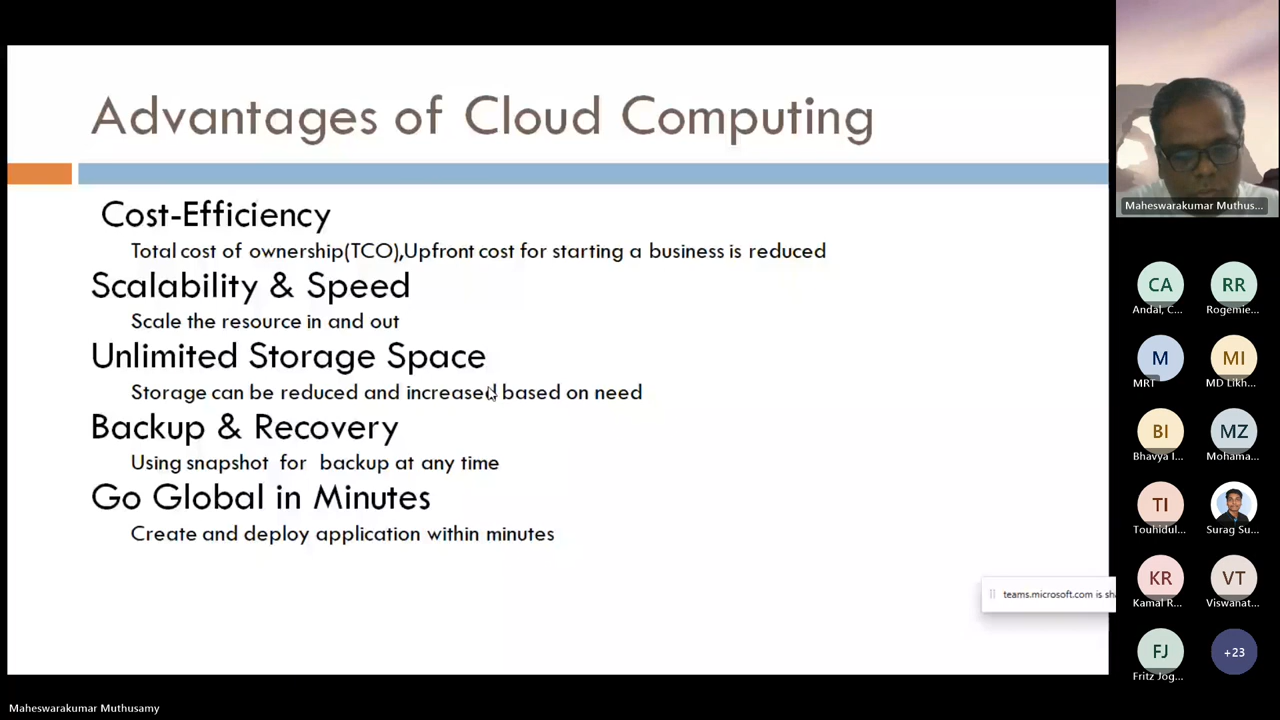 Advantages of Cloud Computing
Cost-Efficiency
Total cost of ownership(TCO),Upfront cost for starting a business is reduced
Scalability & Speed
Scale the resource in and out
Unlimited Storage Space
Storage can be reduced and increased based on need
Backup & Recovery
Using snapshot for backup at any time
Go Global in Minutes
Create and deploy application within minutes
teams.microsoft.com is sh
Maheswarakumar Muthusamy
Maheswarakumar Muthus...
CA
RR
Andal, C...
Rogemie...
M
MI
MRT
MD Likh...
BI
MZ
Bhavya I...
Mohama...
TI
Touhidul...
Surag Su...
KR
VT
Kamal R...
Viswanat...
FJ
+23
Fritz Jog...